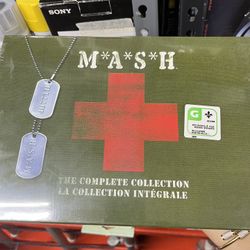 SONY
M*A*S*H
M*A*S*H
M*A*S*H
G
THE COMPLETE COLLECTION
LA COLLECTION INTÉGRALE